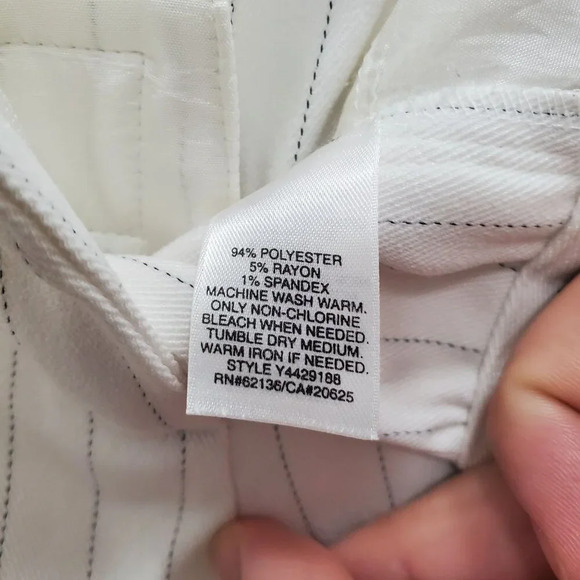 94% POLYESTER
5% RAYON
1% SPANDEX
MACHINE WASH WARM.
ONLY NON-CHLORINE
BLEACH WHEN NEEDED.
TUMBLE DRY MEDIUM.
WARM IRON IF NEEDED.
STYLE Y4429188
RN#62136/CA#20625